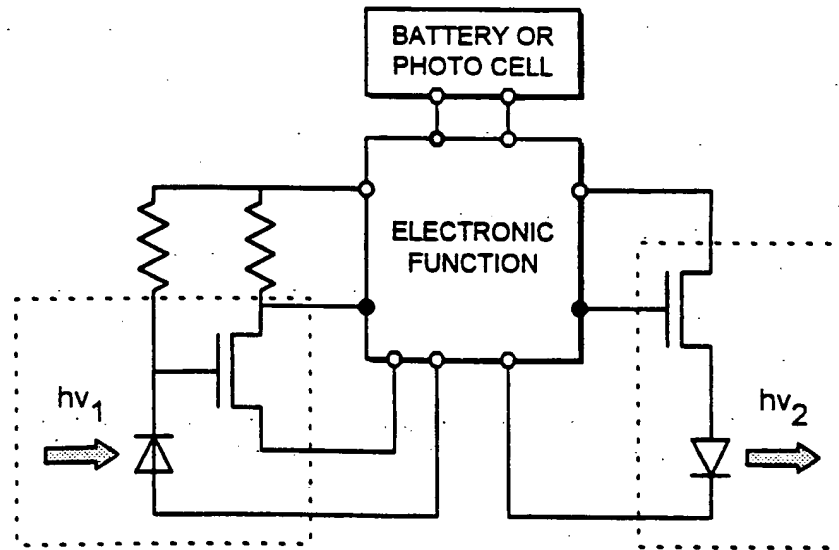 BATTERY OR
PHOTO CELL
ELECTRONIC
FUNCTION
hv₁
hv₂